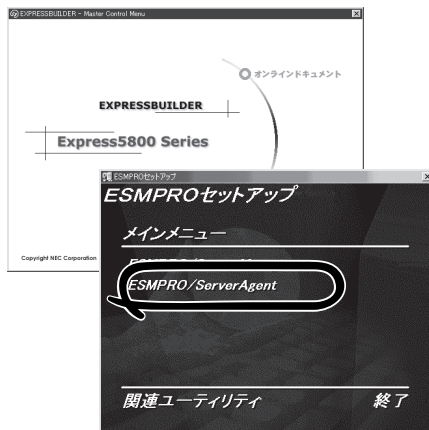 EXPRESSBUILDER - Master Control Menu
オンラインドキュメント
EXPRESSBUILDER
Express5800 Series
Copyright NEC Corporation
ESMPROセットアップ
ESMPROセットアップ
メインメニュー
ESMPRO/ServerAgent
関連ユーティリティ
終了